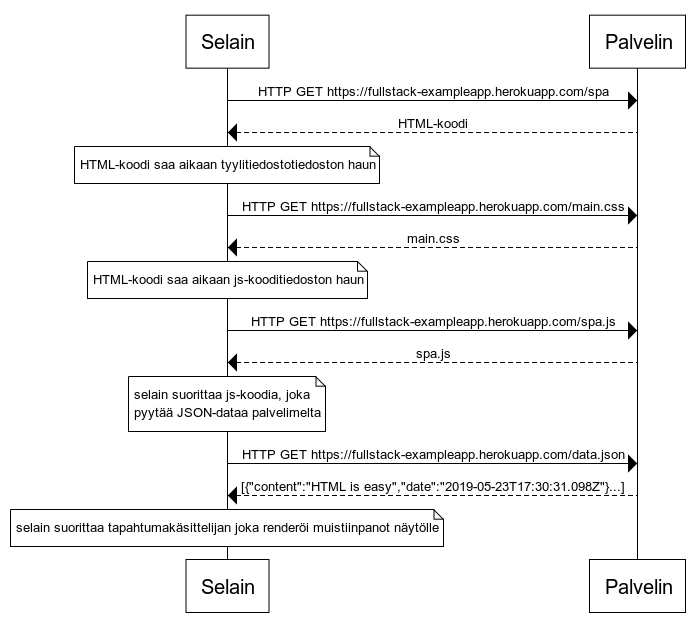 Selain
Palvelin
HTTP GET https://fullstack-exampleapp.herokuapp.com/spa
HTML-koodi
HTML-koodi saa aikaan tyylitiedostotiedoston haun
HTTP GET https://fullstack-exampleapp.herokuapp.com/main.css
main.css
HTML-koodi saa aikaan js-kooditiedoston haun
HTTP GET https://fullstack-exampleapp.herokuapp.com/spa.js
spa.js
selain suorittaa js-koodia, joka
pyytää JSON-dataa palvelimelta
HTTP GET https://fullstack-exampleapp.herokuapp.com/data.json
[{"content":"HTML is easy","date":"2019-05-23T17:30:31.098Z"}...]
selain suorittaa tapahtumakäsittelijan joka renderöi muistiinpanot näytölle
Selain
Palvelin